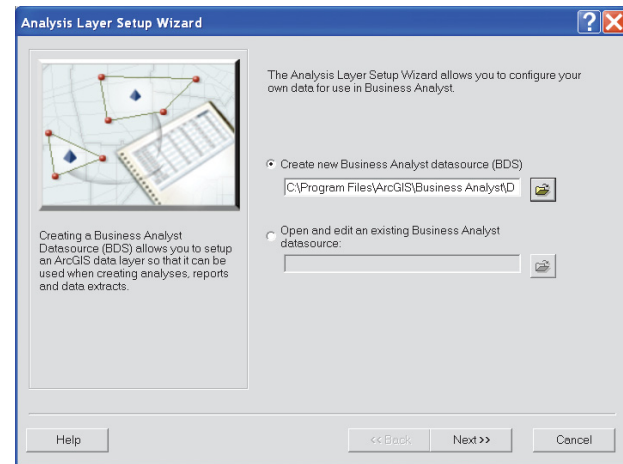 Analysis Layer Setup Wizard
The Analysis Layer Setup Wizard allows you to configure your
own data for use in Business Analyst.
Create new Business Analyst datasource (BDS)
C:\Program Files\ArcGIS\Business Analyst\D
Creating a Business Analyst
Datasource (BDS) allows you to setup
an ArcGIS data layer so that it can be
used when creating analyses, reports
and data extracts.
Open and edit an existing Business Analyst
datasource:
Help
<< Back
Next >>
Cancel